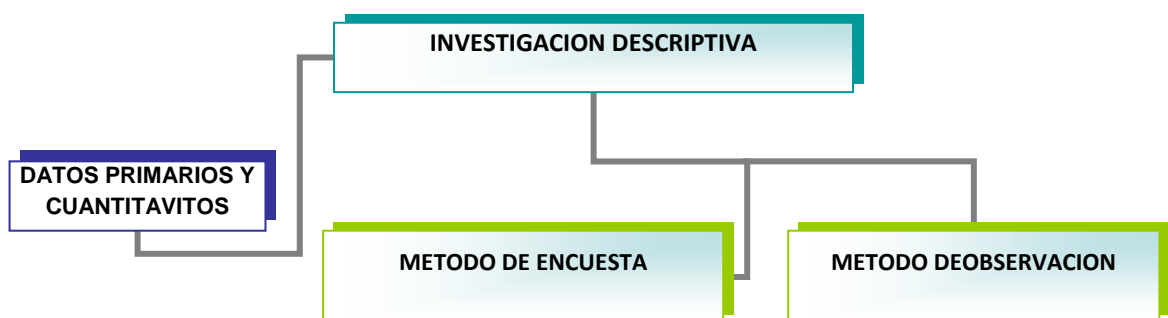 INVESTIGACION DESCRIPTIVA
DATOS PRIMARIOS Y
CUANTITAVITOS
METODO DE ENCUESTA
METODO DEOBSERVACION